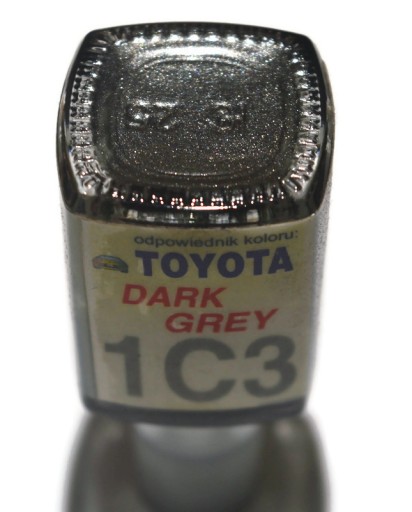 odpowiednik koloru:
TOYOTA
DARK
GREY
1C3